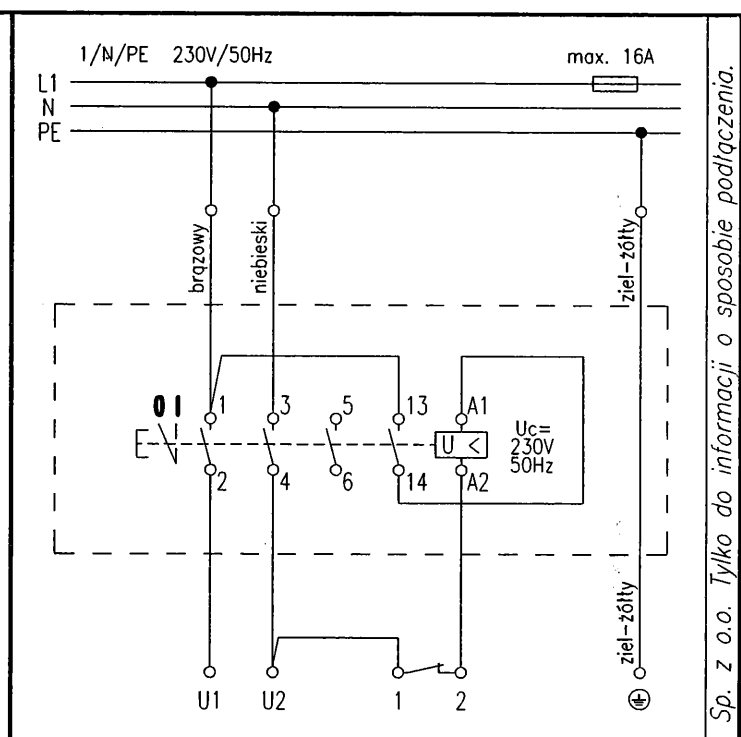 1/N/PE 230V/50Hz max. 16A
L1
N
PE
brązowy
niebieski
ziel-żółty
0 I
1 3 5 13 A1
U <
Uc=
230V
50Hz
2 4 6 14 A2
ziel-żółty
U1 U2 1 2
Sp. z o.o. Tylko do informacji o sposobie podłączenia.